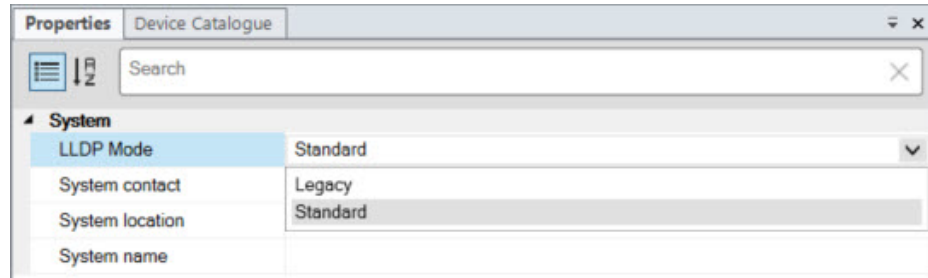 Properties Device Catalogue
A Z Search
System
LLDP Mode Standard
System contact Legacy
System location Standard
System name